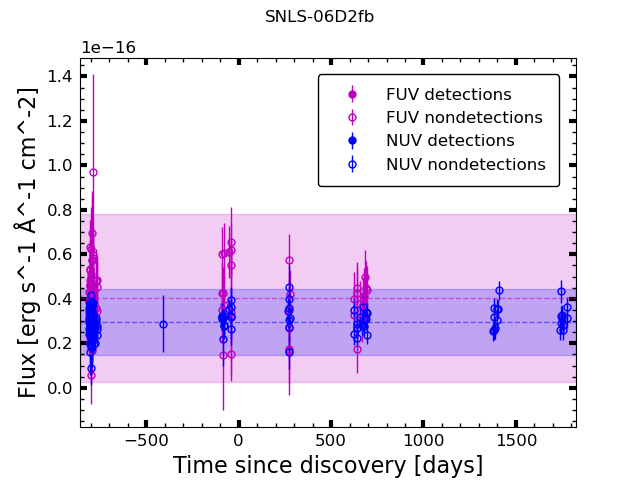 SNLS-06D2fb
1e−16
FUV detections
FUV nondetections
NUV detections
NUV nondetections
1.4
1.2
1.0
0.8
0.6
0.4
0.2
0.0
Flux [erg s^-1 Å^-1 cm^-2]
−500
0
500
1000
1500
Time since discovery [days]